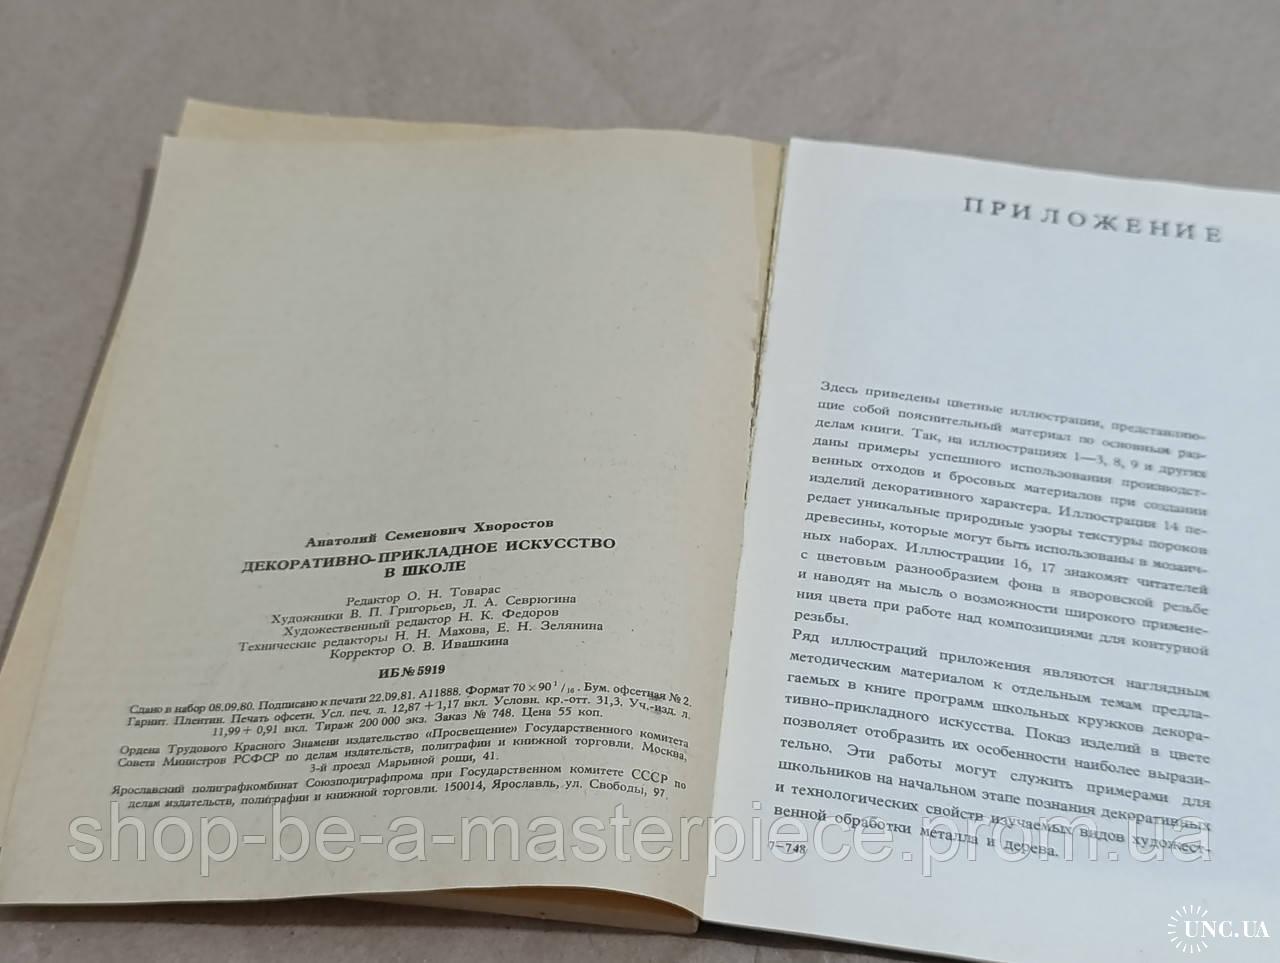 Анатолий Семенович Хворостов
ДЕКОРАТИВНО-ПРИКЛАДНОЕ ИСКУССТВО
В ШКОЛЕ
Редактор О. Н. Товарас
Художники В. П. Григорьев, Л. А. Севрюгина
Художественный редактор Н. К. Федоров
Технические редакторы Н. Н. Махова, Е. Н. Зелянина
Корректор О. В. Ивашкина
ИБ № 5919
Сдано в набор 08.09.80. Подписано к печати 22.09.81. А11888. Формат 70 × 90 1/16. Бум. офсетная № 2.
Гарнит. Плентин. Печать офсетн. Усл. печ. л. 12,87 + 1,17 вкл. Условн. кр.-отт. 31,3. Уч.-изд. л.
11,99 + 0,91 вкл. Тираж 200 000 экз. Заказ № 748. Цена 55 коп.
Ордена Трудового Красного Знамени издательство «Просвещение» Государственного комитета
Совета Министров РСФСР по делам издательств, полиграфии и книжной торговли. Москва,
3-й проезд Марьиной рощи, 41.
Ярославский полиграфкомбинат Союзполиграфпрома при Государственном комитете СССР по
делам издательств, полиграфии и книжной торговли. 150014, Ярославль, ул. Свободы, 97.
ПРИЛОЖЕНИЕ
Здесь приведены цветные иллюстрации, представляю-
щие собой пояснительный материал по основным раз-
делам книги. Так, на иллюстрациях 1—3, 8, 9 и других
даны примеры успешного использования производст-
венных отходов и бросовых материалов при создании
изделий декоративного характера. Иллюстрация 14 пе-
редает уникальные природные узоры текстуры пороков
древесины, которые могут быть использованы в мозаич-
ных наборах. Иллюстрации 16, 17 знакомят читателей
с цветовым разнообразием фона в яворовской резьбе
и наводят на мысль о возможности широкого примене-
ния цвета при работе над композициями для контурной
резьбы.
Ряд иллюстраций приложения являются наглядным
методическим материалом к отдельным темам предла-
гаемых в книге программ школьных кружков декора-
тивно-прикладного искусства. Показ изделий в цвете
позволяет отобразить их особенности наиболее вырази-
тельно. Эти работы могут служить примерами для
школьников на начальном этапе познания декоративных
и технологических свойств изучаемых видов художест-
венной обработки металла и дерева.
7—748
shop-be-a-masterpiece.prom.ua
UNC.UA